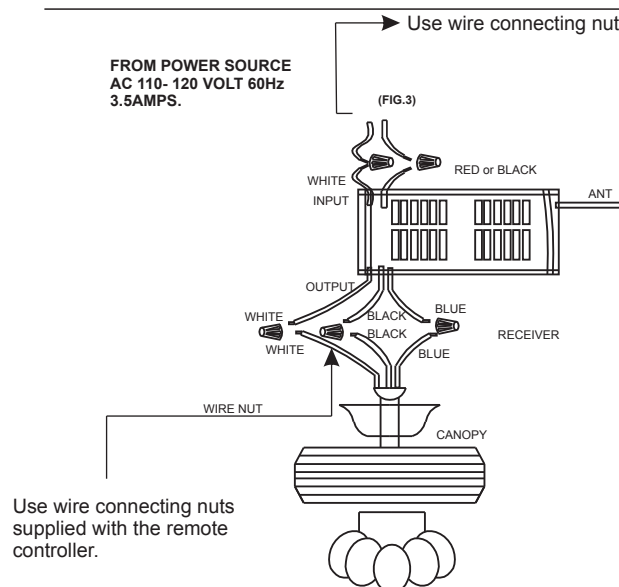 Use wire connecting nut
FROM POWER SOURCE
AC 110- 120 VOLT 60Hz
3.5AMPS.
(FIG.3)
WHITE
RED or BLACK
INPUT
ANT
OUTPUT
WHITE
BLACK
BLUE
WHITE
BLACK
BLUE
RECEIVER
WIRE NUT
CANOPY
Use wire connecting nuts
supplied with the remote
controller.